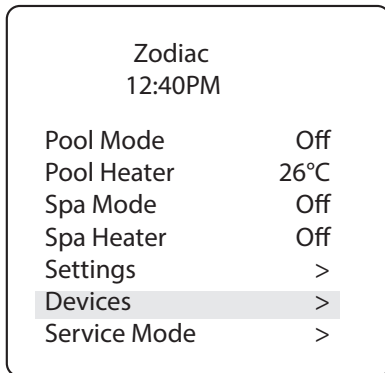 Zodiac
12:40PM
Pool Mode Off
Pool Heater 26°C
Spa Mode Off
Spa Heater Off
Settings >
Devices >
Service Mode >